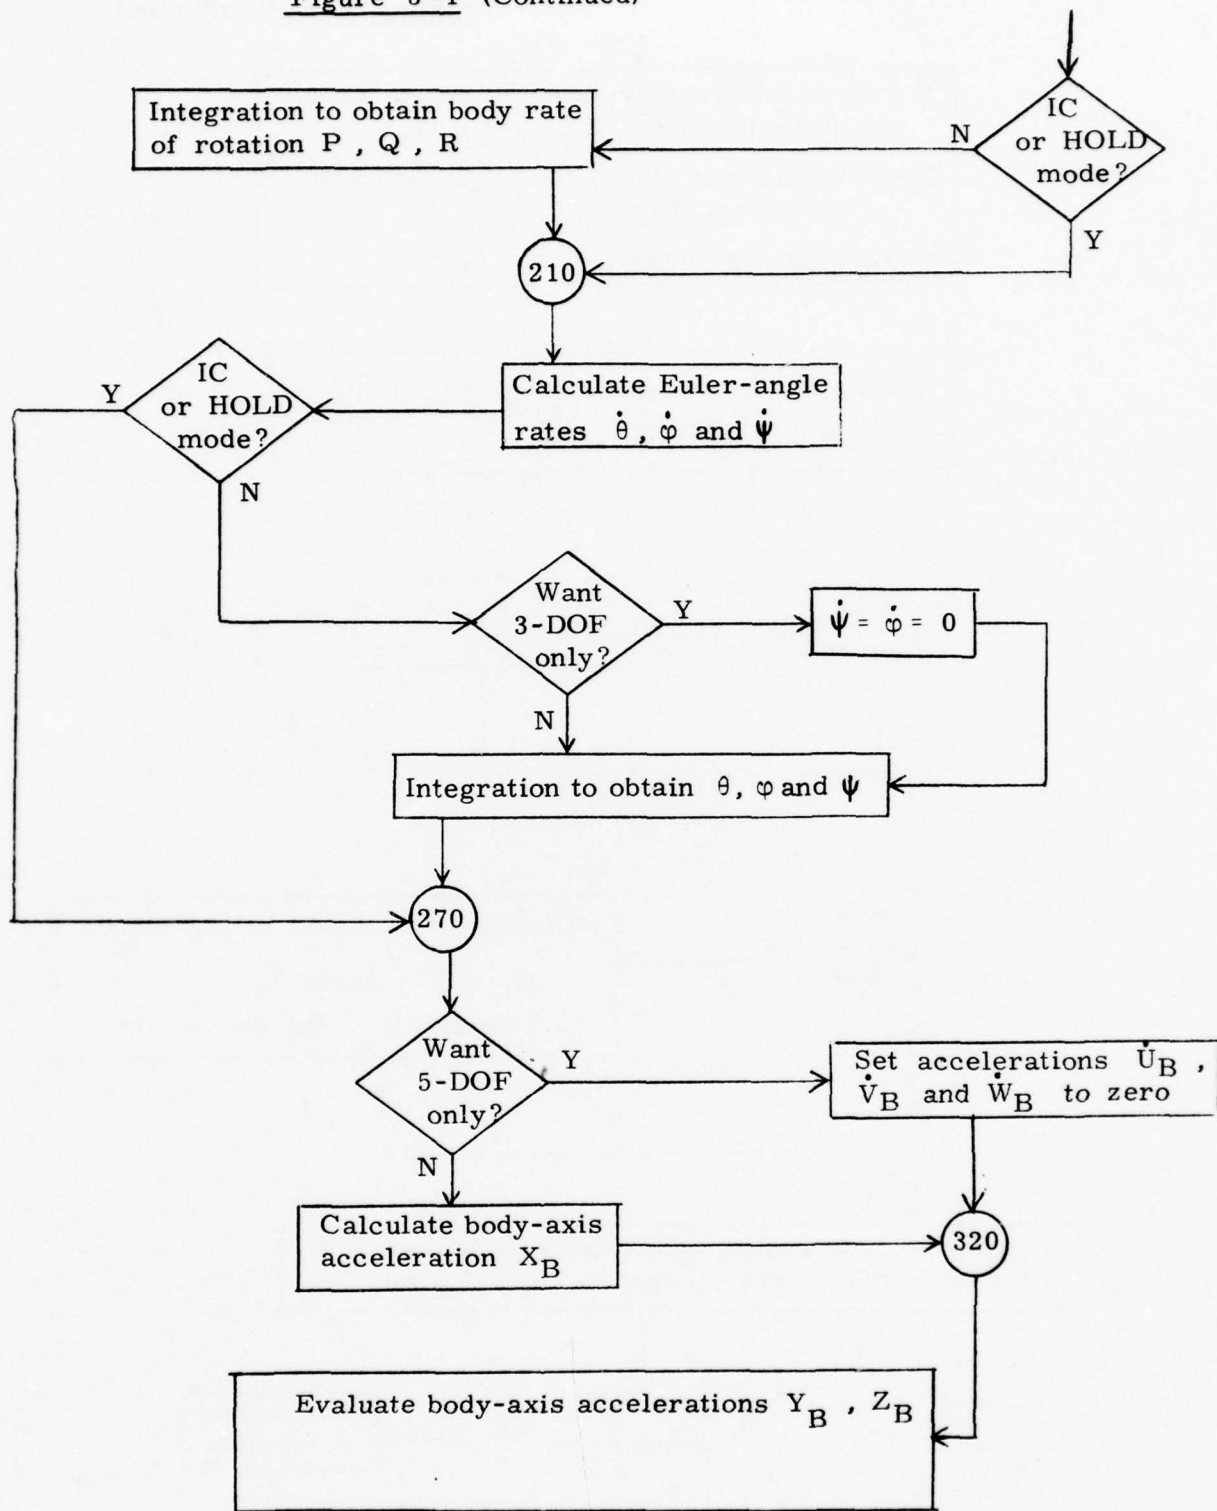 Figure 3-1 (Continued)
IC
or HOLD
mode?
N
Y
Integration to obtain body rate
of rotation P , Q , R
210
Calculate Euler-angle
rates θ̇ , φ̇ and ψ̇
IC
or HOLD
mode?
Y
N
Want
3-DOF
only?
Y
N
ψ̇ = φ̇ = 0
Integration to obtain θ, φ and ψ
270
Want
5-DOF
only?
Y
N
Set accelerations U̇B ,
V̇B and ẆB to zero
Calculate body-axis
acceleration XB
320
Evaluate body-axis accelerations YB , ZB